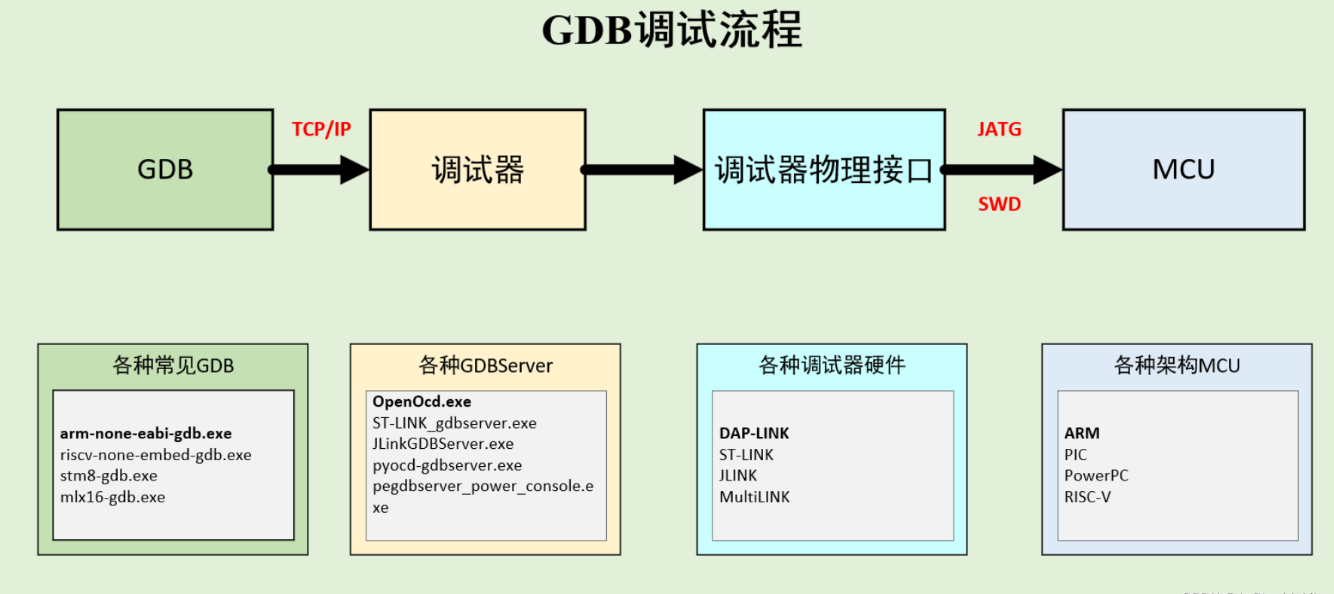 GDB调试流程
GDB
TCP/IP
调试器
调试器物理接口
JATG
SWD
MCU
各种常见GDB
arm-none-eabi-gdb.exe
riscv-none-embed-gdb.exe
stm8-gdb.exe
mlx16-gdb.exe
各种GDBServer
OpenOcd.exe
ST-LINK_gdbserver.exe
JLinkGDBServer.exe
pyocd-gdbserver.exe
pegdbserver_power_console.e
xe
各种调试器硬件
DAP-LINK
ST-LINK
JLINK
MultiLINK
各种架构MCU
ARM
PIC
PowerPC
RISC-V